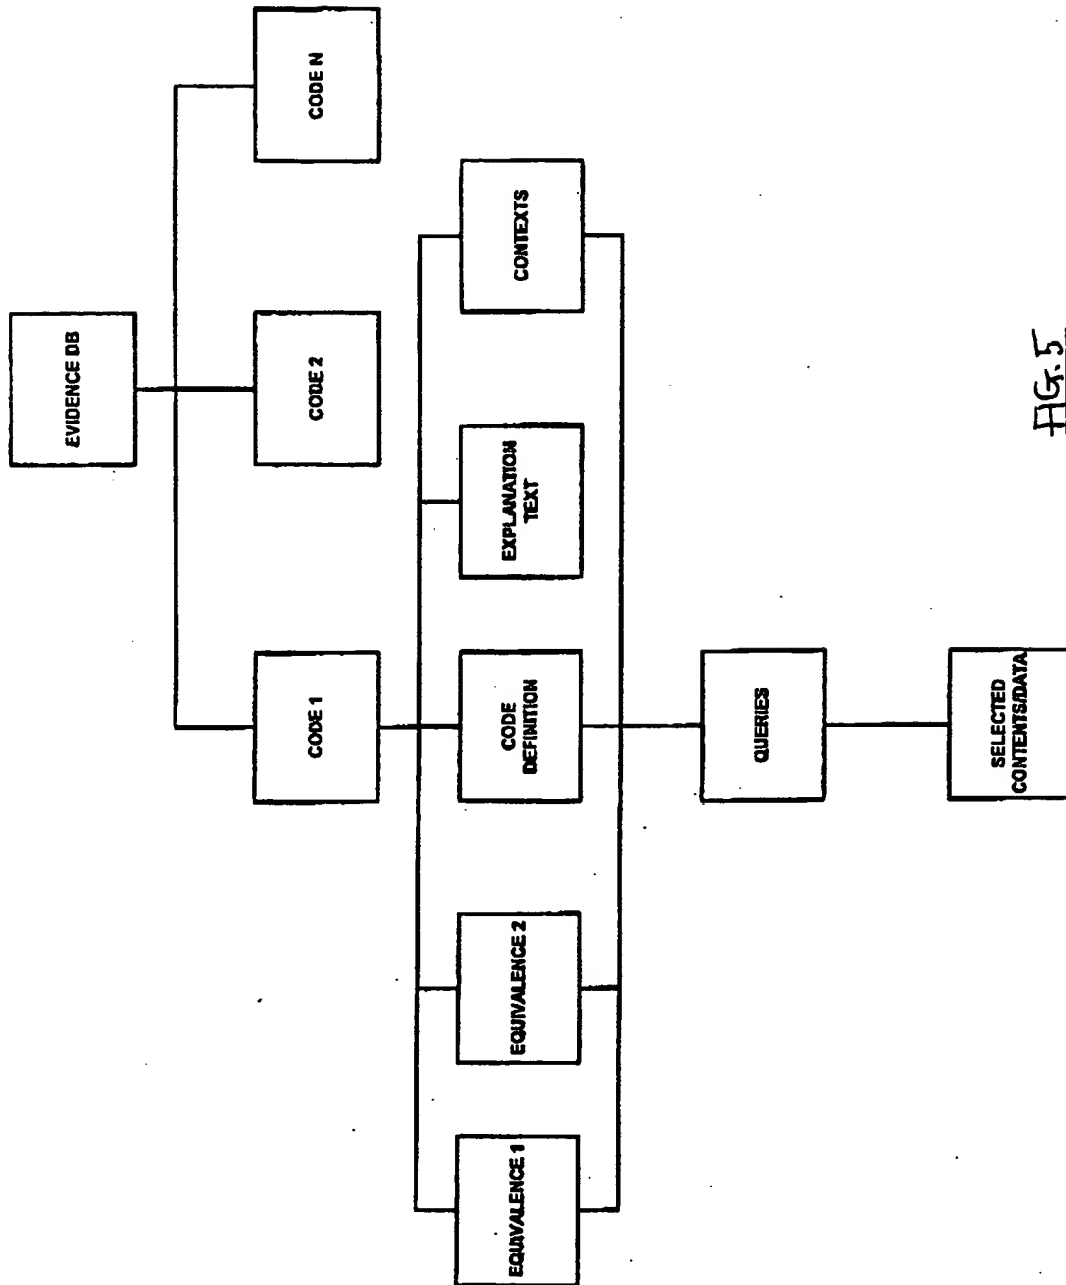 EVIDENCE DB
CODE 1
CODE 2
CODE N
EQUIVALENCE 1
EQUIVALENCE 2
CODE
DEFINITION
EXPLANATION
TEXT
CONTEXTS
QUERIES
SELECTED
CONTENTS/DATA
FIG. 5